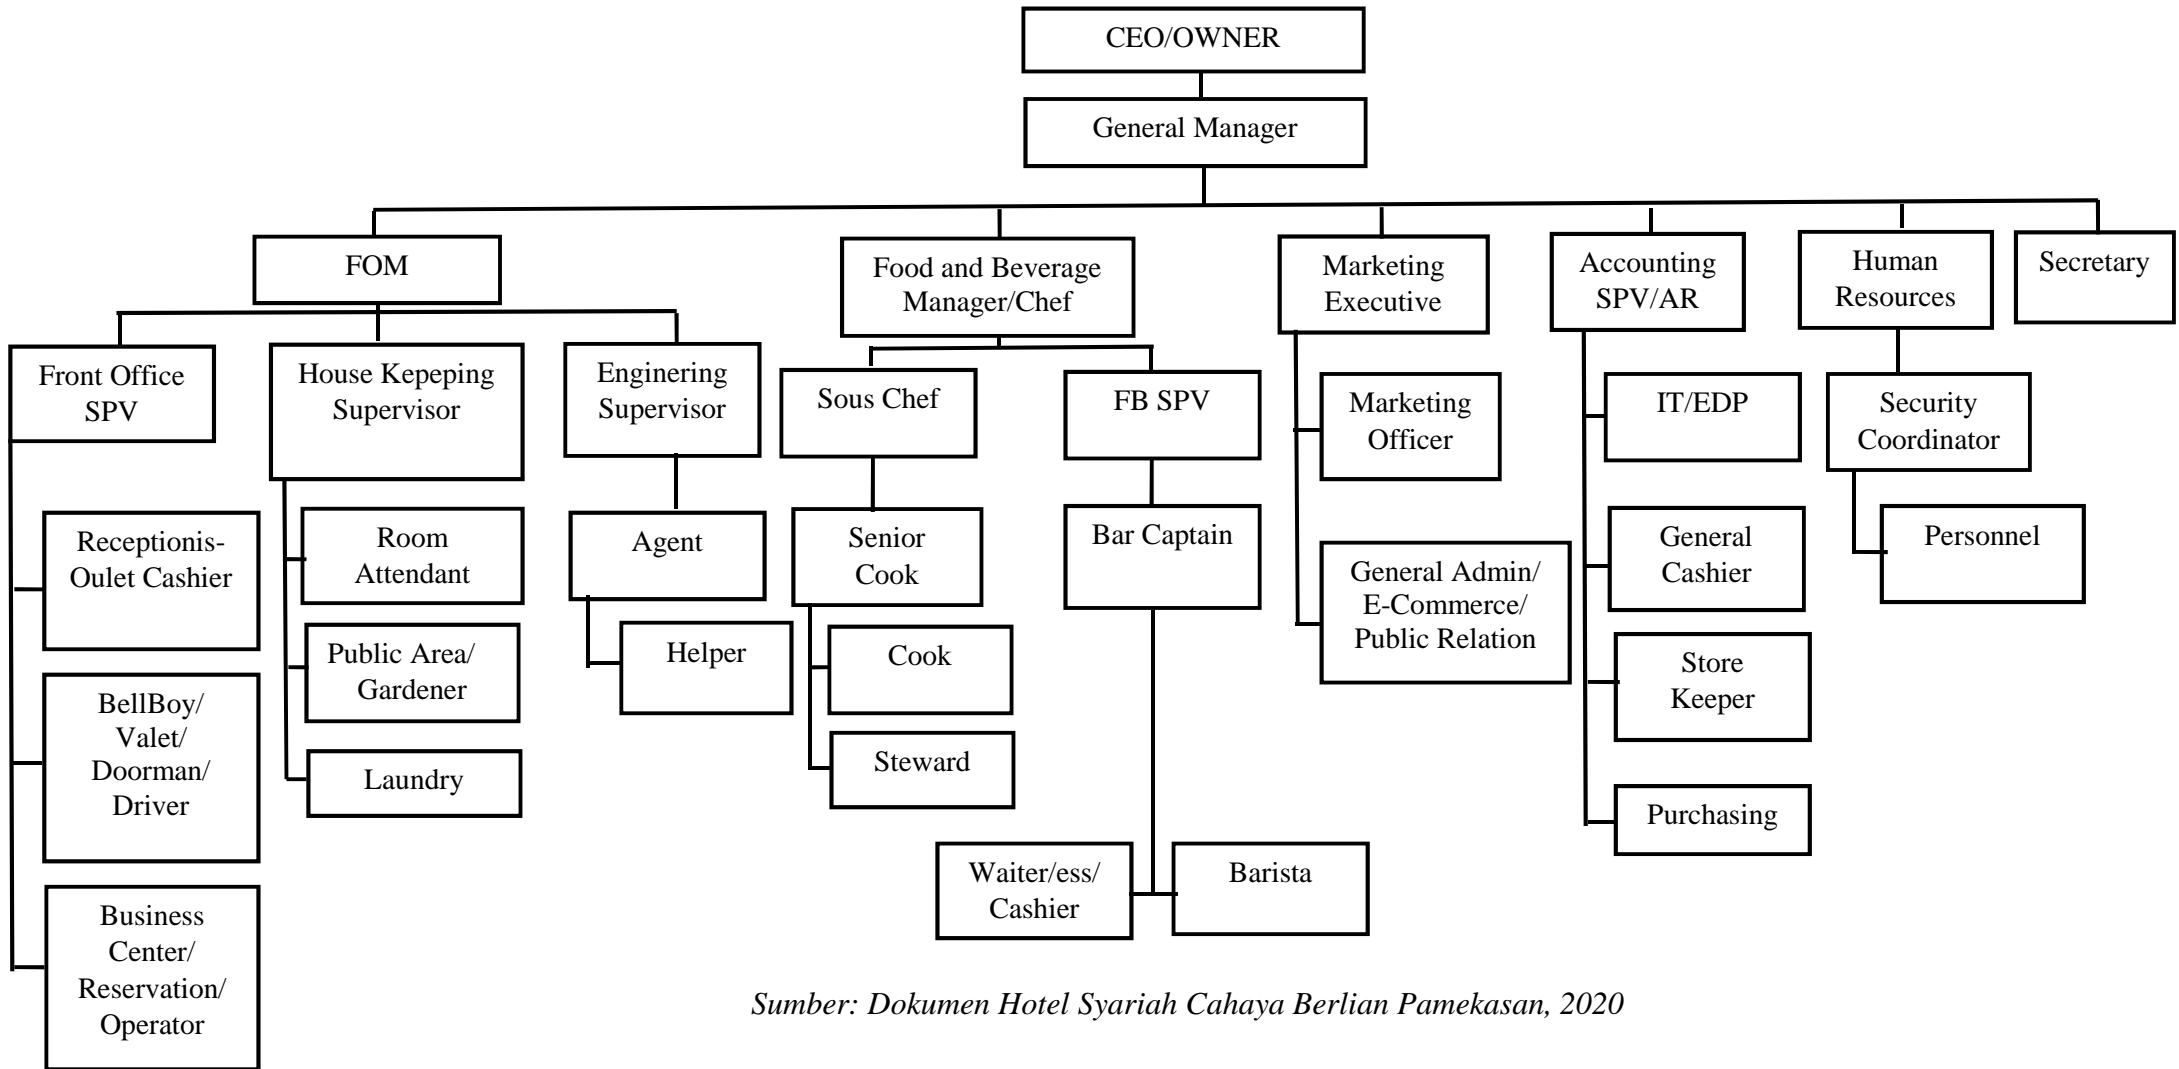 CEO/OWNER
General Manager
FOM
Food and Beverage
Manager/Chef
Marketing
Executive
Accounting
SPV/AR
Human
Resources
Secretary
Front Office
SPV
House Kepeping
Supervisor
Enginering
Supervisor
Sous Chef
FB SPV
Marketing
Officer
IT/EDP
Security
Coordinator
Receptionis-
Oulet Cashier
Room
Attendant
Agent
Senior
Cook
Bar Captain
General Admin/
E-Commerce/
Public Relation
General
Cashier
Personnel
Public Area/
Gardener
Helper
Cook
Store
Keeper
BellBoy/
Valet/
Doorman/
Driver
Laundry
Steward
Purchasing
Waiter/ess/
Cashier
Barista
Business
Center/
Reservation/
Operator
Sumber: Dokumen Hotel Syariah Cahaya Berlian Pamekasan, 2020